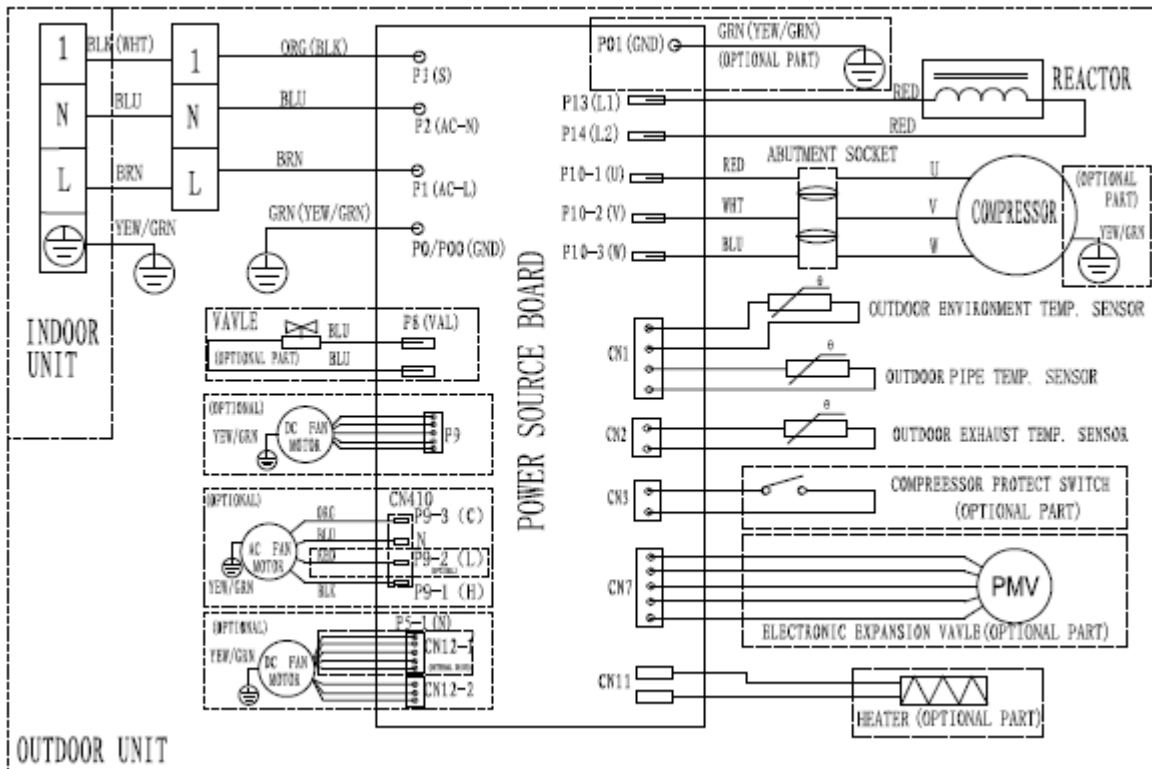 1
N
L
BLK(WHT)
BLU
BRN
YEW/GRN
INDOOR
UNIT
1
N
L
ORG(BLK)
BLU
BRN
GRN(YEW/GRN)
P3(S)
P2(AC-N)
P1(AC-L)
P0/P00(GND)
VAVLE
BLU
(OPTIONAL PART)
BLU
P8(VAL)
(OPTIONAL)
YEW/GRN
DC FAN
MOTOR
P9
(OPTIONAL)
AC FAN
MOTOR
YEW/GRN
ORG
BLU
RED
BLK
CN410
P9-3 (C)
N
P9-2 (L)
(OPTIONAL)
P9-1 (H)
(OPTIONAL)
YEW/GRN
DC FAN
MOTOR
P5-1(N)
CN12-1
CN12-2
OUTDOOR UNIT
POWER SOURCE BOARD
P01(GND)
GRN(YEW/GRN)
(OPTIONAL PART)
P13(L1)
RED
REACTOR
P14(L2)
RED
ABUTMENT SOCKET
P10-1(U)
RED
U
P10-2(V)
WHT
V
P10-3(W)
BLU
W
COMPRESSOR
(OPTIONAL
PART)
YEW/GRN
CN1
θ
OUTDOOR ENVIRONMENT TEMP. SENSOR
θ
OUTDOOR PIPE TEMP. SENSOR
CN2
θ
OUTDOOR EXHAUST TEMP. SENSOR
CN3
COMPREESSOR PROTECT SWITCH
(OPTIONAL PART)
CN7
PMV
ELECTRONIC EXPANSION VAVLE(OPTIONAL PART)
CN11
HEATER(OPTIONAL PART)